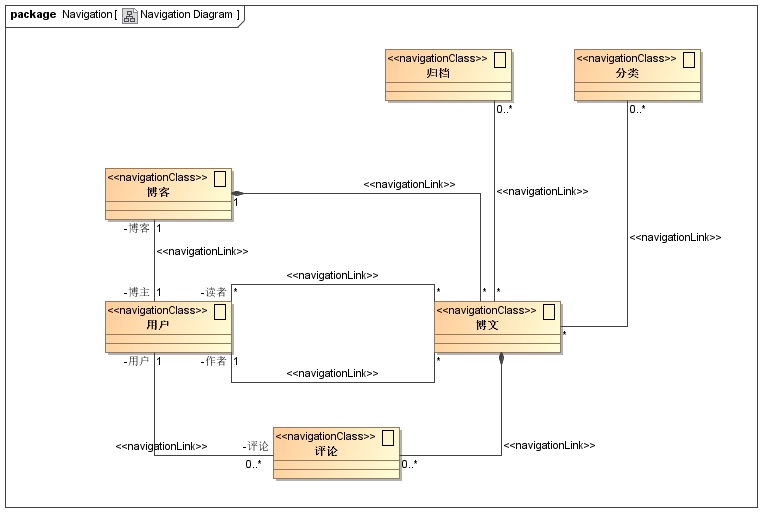 package Navigation [ Navigation Diagram ]
<<navigationClass>>
归档
0..*
<<navigationClass>>
分类
0..*
<<navigationClass>>
博客
1
<<navigationLink>>
<<navigationLink>>
<<navigationLink>>
-博客 1
<<navigationLink>>
-博主 1
-读者 *
<<navigationLink>>
*
*
*
<<navigationClass>>
用户
<<navigationClass>>
博文
*
-用户 1
-作者 1
<<navigationLink>>
*
<<navigationLink>>
-评论
0..*
<<navigationClass>>
评论
0..*
<<navigationLink>>